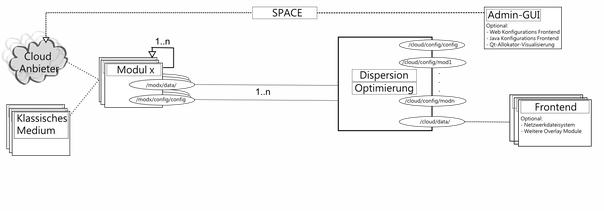 SPACE
Admin-GUI
Optional:
- Web Konfigurations Frontend
- Java Konfigurations Frontend
- Qt-Allokator-Visualisierung
Cloud
Anbieter
1..n
Modul x
/modx/data/
/modx/config/config
1..n
Klassisches
Medium
Dispersion
Optimierung
/cloud/config/config
/cloud/config/mod1
/cloud/config/modn
/cloud/data/
Frontend
Optional:
- Netzwerkdateisystem
- Weitere Overlay Module